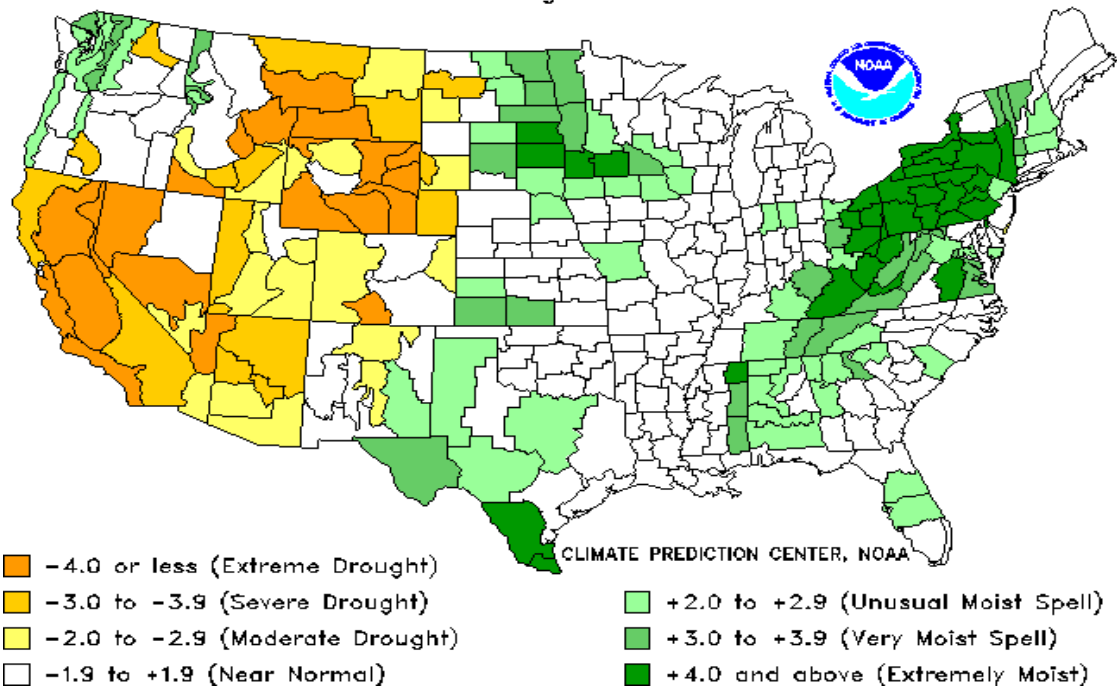 NOAA
CLIMATE PREDICTION CENTER, NOAA
-4.0 or less (Extreme Drought)
-3.0 to -3.9 (Severe Drought)
-2.0 to -2.9 (Moderate Drought)
-1.9 to +1.9 (Near Normal)
+2.0 to +2.9 (Unusual Moist Spell)
+3.0 to +3.9 (Very Moist Spell)
+4.0 and above (Extremely Moist)